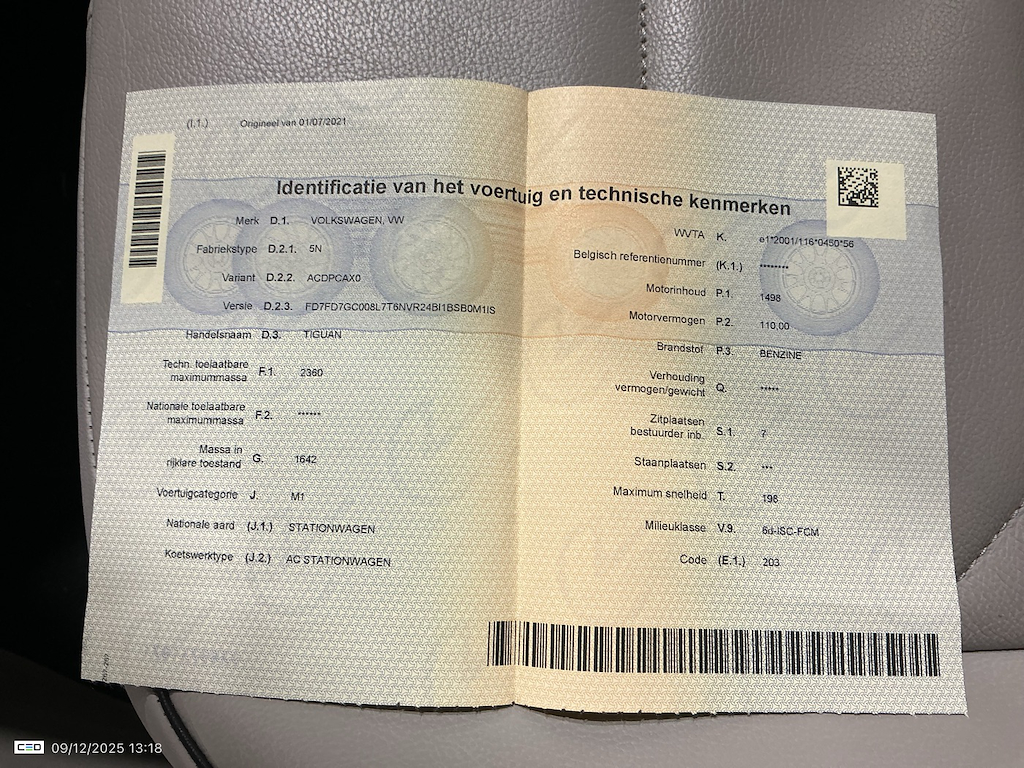 (I.1.) Origineel van 01/07/2021
Identificatie van het voertuig en technische kenmerken
Merk D.1. VOLKSWAGEN, VW
Fabriekstype D.2.1. 5N
Variant D.2.2. ACDPCAX0
Versie D.2.3. FD7FD7GC008L7T6NVR24BI1BSB0M1IS
Handelsnaam D.3. TIGUAN
Techn. toelaatbare
maximummassa F.1. 2360
Nationale toelaatbare
maximummassa F.2. ******
Massa in
rijklare toestand G. 1642
Voertuigcategorie J. M1
Nationale aard (J.1.) STATIONWAGEN
Koetswerktype (J.2.) AC STATIONWAGEN
WVTA K. e1*2001/116*0450*56
Belgisch referentienummer (K.1.) ********
Motorinhoud P.1. 1498
Motorvermogen P.2. 110,00
Brandstof P.3. BENZINE
Verhouding
vermogen/gewicht Q. *****
Zitplaatsen
bestuurder inb. S.1. 7
Staanplaatsen S.2. ***
Maximum snelheid T. 198
Milieuklasse V.9. 6d-ISC-FCM
Code (E.1.) 203
CEO 09/12/2025 13:18